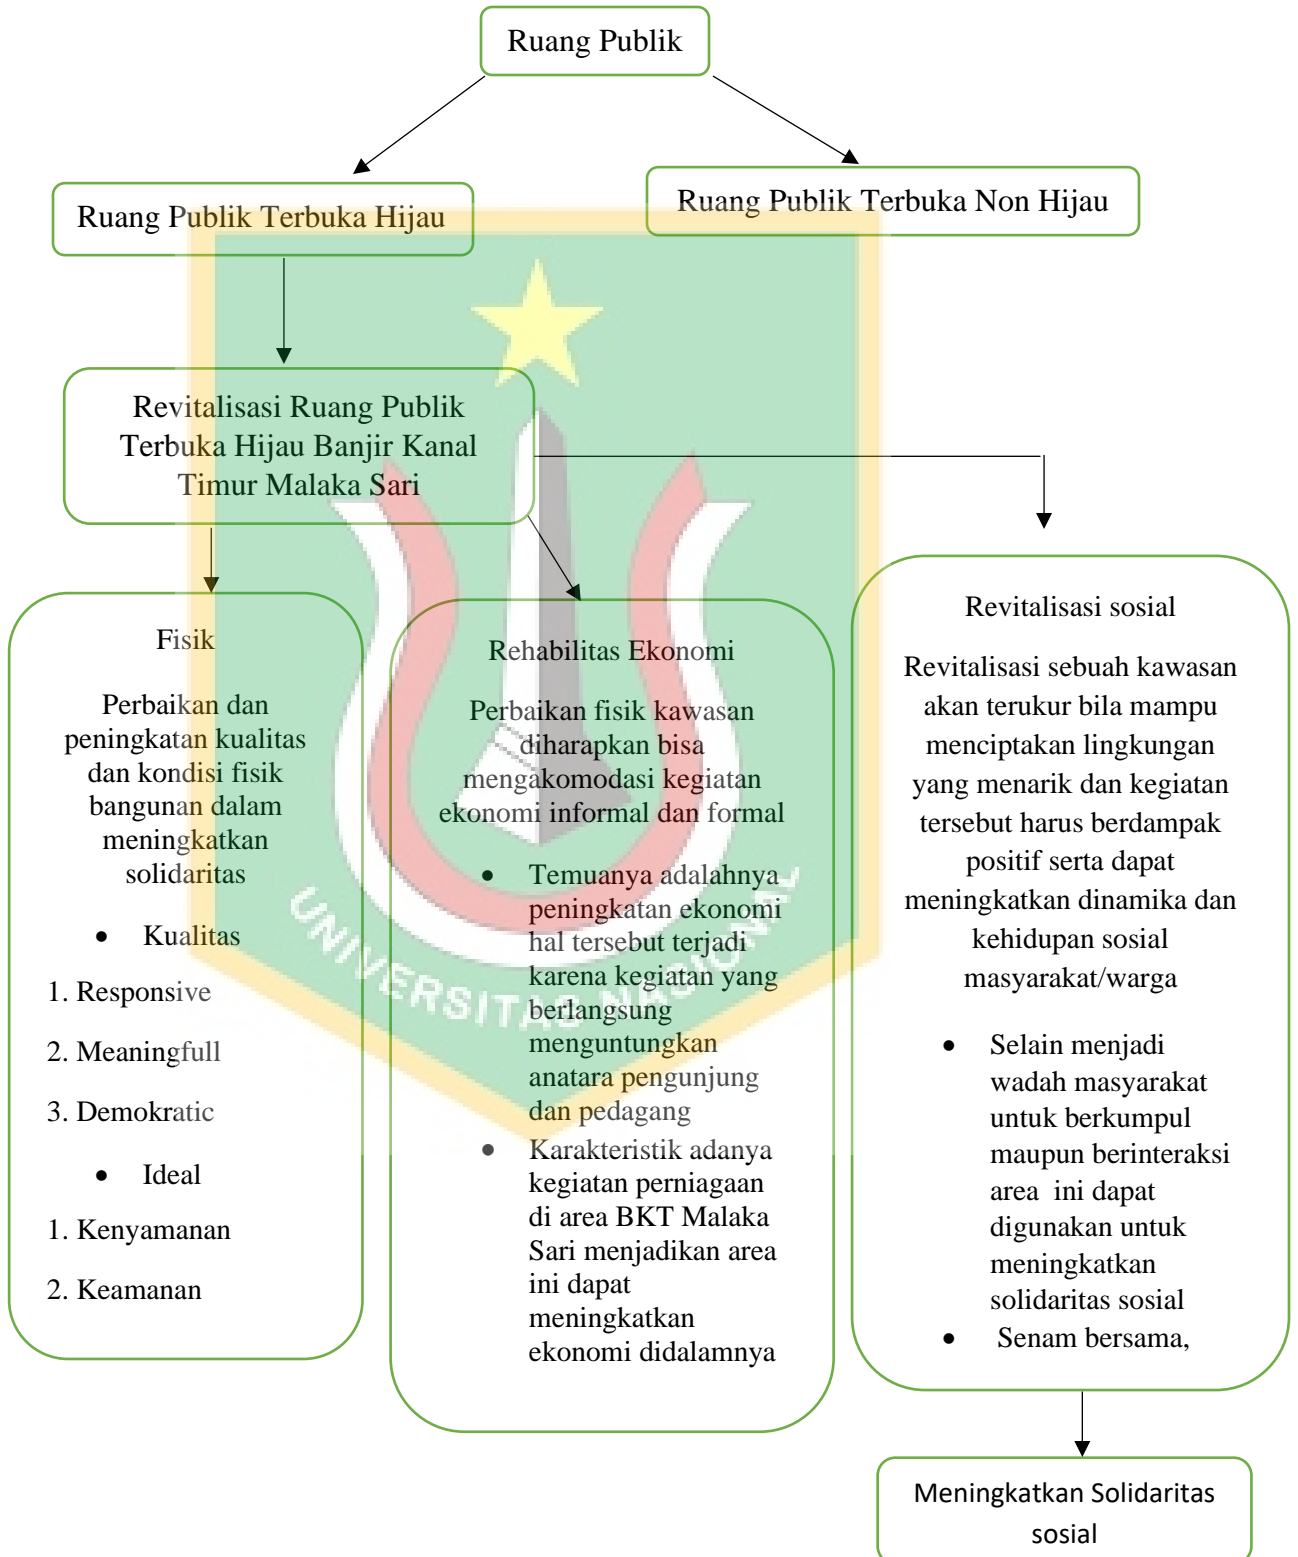 Ruang Publik
Ruang Publik Terbuka Hijau
Ruang Publik Terbuka Non Hijau
Revitalisasi Ruang Publik
Terbuka Hijau Banjir Kanal
Timur Malaka Sari
Fisik
Perbaikan dan
peningkatan kualitas
dan kondisi fisik
bangunan dalam
meningkatkan
solidaritas
• Kualitas
1. Responsive
2. Meaningfull
3. Demokratic
• Ideal
1. Kenyamanan
2. Keamanan
Rehabilitas Ekonomi
Perbaikan fisik kawasan
diharapkan bisa
mengakomodasi kegiatan
ekonomi informal dan formal
• Temuanya adalahnya
peningkatan ekonomi
hal tersebut terjadi
karena kegiatan yang
berlangsung
menguntungkan
anatara pengunjung
dan pedagang
• Karakteristik adanya
kegiatan perniagaan
di area BKT Malaka
Sari menjadikan area
ini dapat
meningkatkan
ekonomi didalamnya
Revitalisasi sosial
Revitalisasi sebuah kawasan
akan terukur bila mampu
menciptakan lingkungan
yang menarik dan kegiatan
tersebut harus berdampak
positif serta dapat
meningkatkan dinamika dan
kehidupan sosial
masyarakat/warga
• Selain menjadi
wadah masyarakat
untuk berkumpul
maupun berinteraksi
area ini dapat
digunakan untuk
meningkatkan
solidaritas sosial
• Senam bersama,
Meningkatkan Solidaritas
sosial
UNIVERSITAS NASIONAL